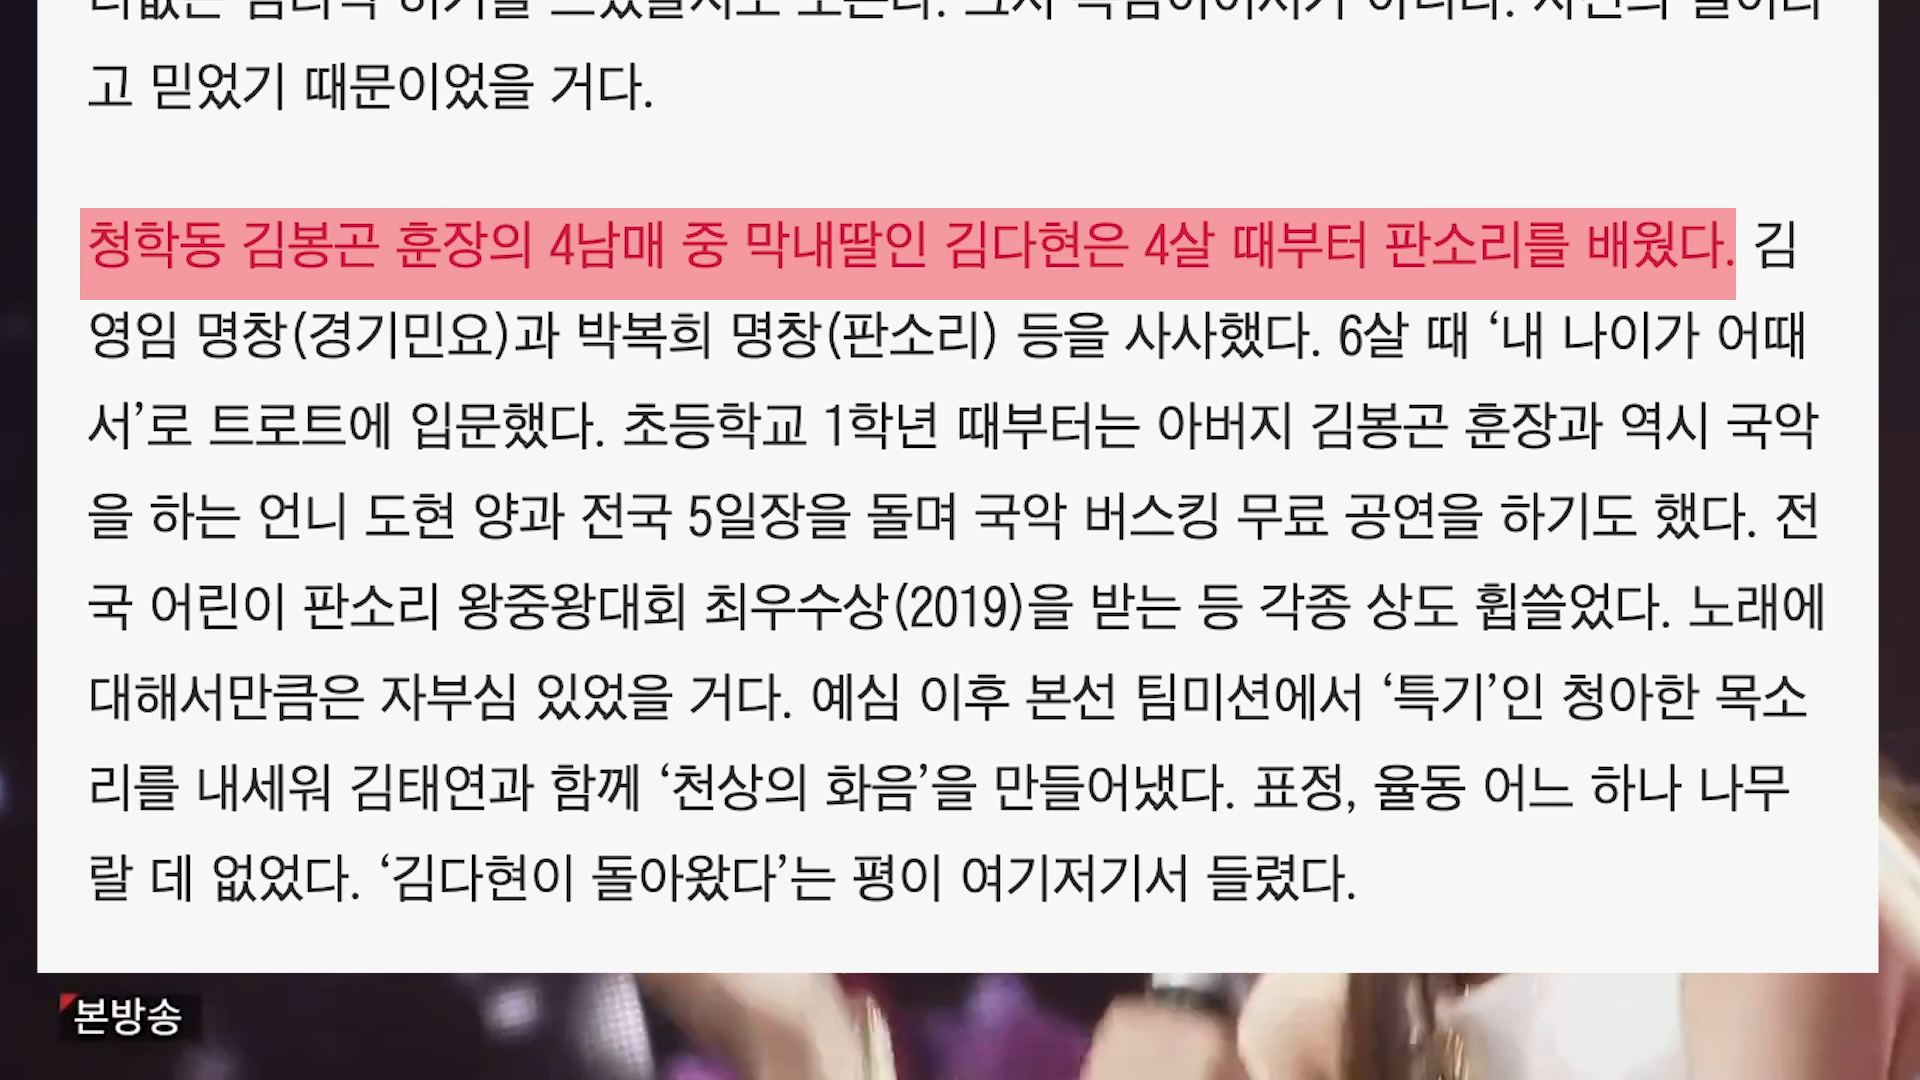 고 믿었기 때문이었을 거다.
청학동 김봉곤 훈장의 4남매 중 막내딸인 김다현은 4살 때부터 판소리를 배웠다. 김
영임 명창(경기민요)과 박복희 명창(판소리) 등을 사사했다. 6살 때 ‘내 나이가 어때
서’로 트로트에 입문했다. 초등학교 1학년 때부터는 아버지 김봉곤 훈장과 역시 국악
을 하는 언니 도현 양과 전국 5일장을 돌며 국악 버스킹 무료 공연을 하기도 했다. 전
국 어린이 판소리 왕중왕대회 최우수상(2019)을 받는 등 각종 상도 휩쓸었다. 노래에
대해서만큼은 자부심 있었을 거다. 예심 이후 본선 팀미션에서 ‘특기’인 청아한 목소
리를 내세워 김태연과 함께 ‘천상의 화음’을 만들어냈다. 표정, 율동 어느 하나 나무
랄 데 없었다. ‘김다현이 돌아왔다’는 평이 여기저기서 들렸다.
본방송